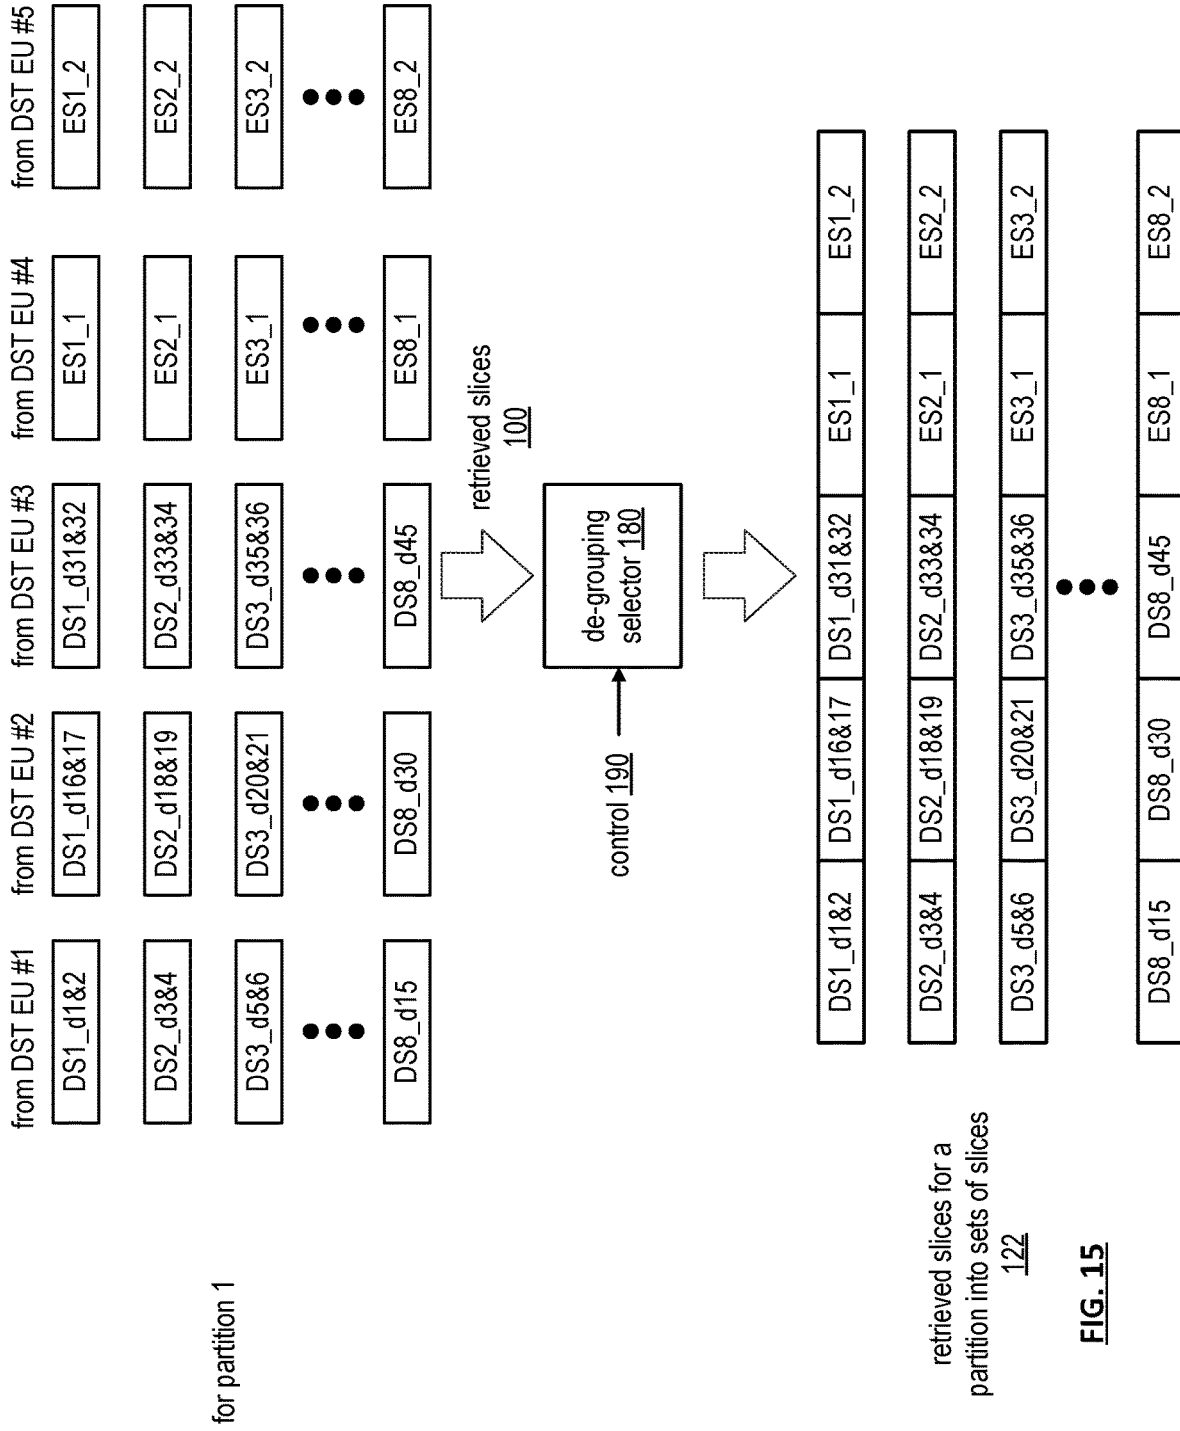 from DST EU #1
from DST EU #2
from DST EU #3
from DST EU #4
from DST EU #5
for partition 1
DS1_d1&2
DS1_d16&17
DS1_d31&32
ES1_1
ES1_2
DS2_d3&4
DS2_d18&19
DS2_d33&34
ES2_1
ES2_2
DS3_d5&6
DS3_d20&21
DS3_d35&36
ES3_1
ES3_2
DS8_d15
DS8_d30
DS8_d45
ES8_1
ES8_2
retrieved slices
100
control 190
de-grouping
selector 180
retrieved slices for a
partition into sets of slices
122
DS1_d1&2
DS1_d16&17
DS1_d31&32
ES1_1
ES1_2
DS2_d3&4
DS2_d18&19
DS2_d33&34
ES2_1
ES2_2
DS3_d5&6
DS3_d20&21
DS3_d35&36
ES3_1
ES3_2
DS8_d15
DS8_d30
DS8_d45
ES8_1
ES8_2
FIG. 15